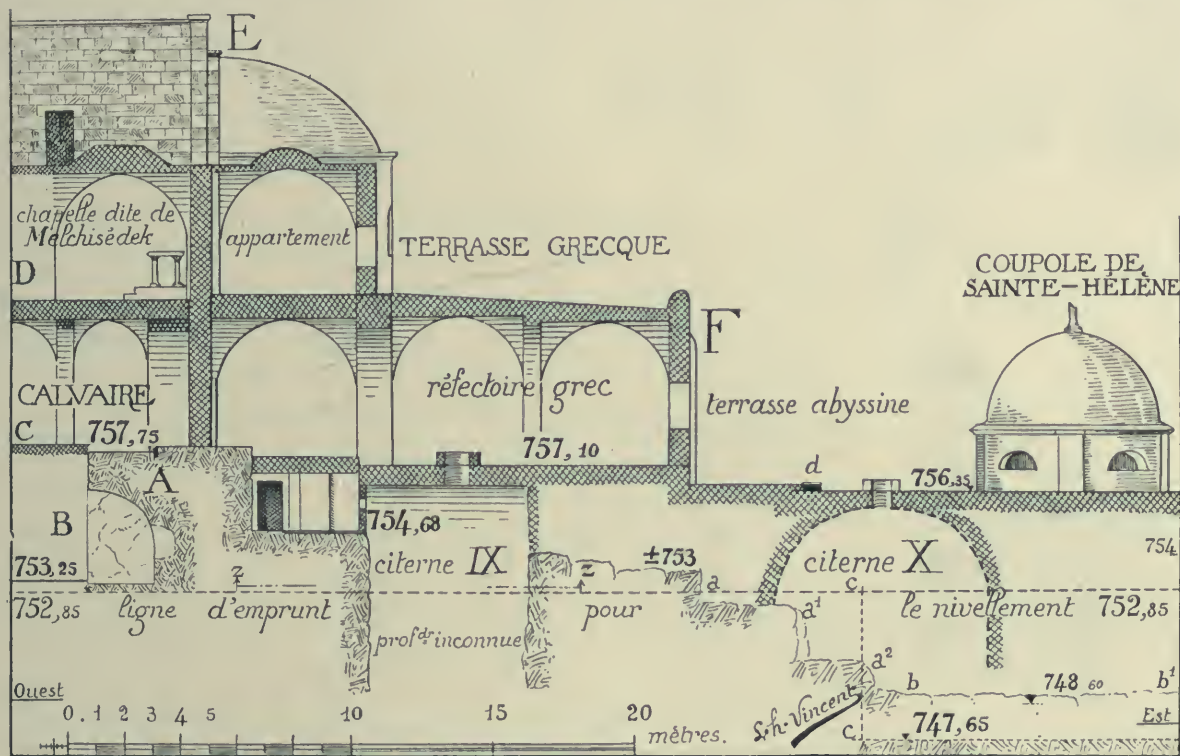 E
chapelle dite de
Melchisédek
appartement
TERRASSE GRECQUE
D
COUPOLE DE
SAINTE-HÉLÈNE
F
CALVAIRE
réfectoire grec
terrasse abyssine
C
757,75
757,10
A
d
756,35
B
754,68
753,25
citerne IX
±753
citerne X
754
z
z
a
c
752,85
ligne d'emprunt pour le nivellement 752,85
a¹
prof.dr inconnue
a²
Ouest
b
748 60
b¹
L. h. Vincent
Est
0. 1 2 3 4 5 10 15 20 mètres.
c
747,65